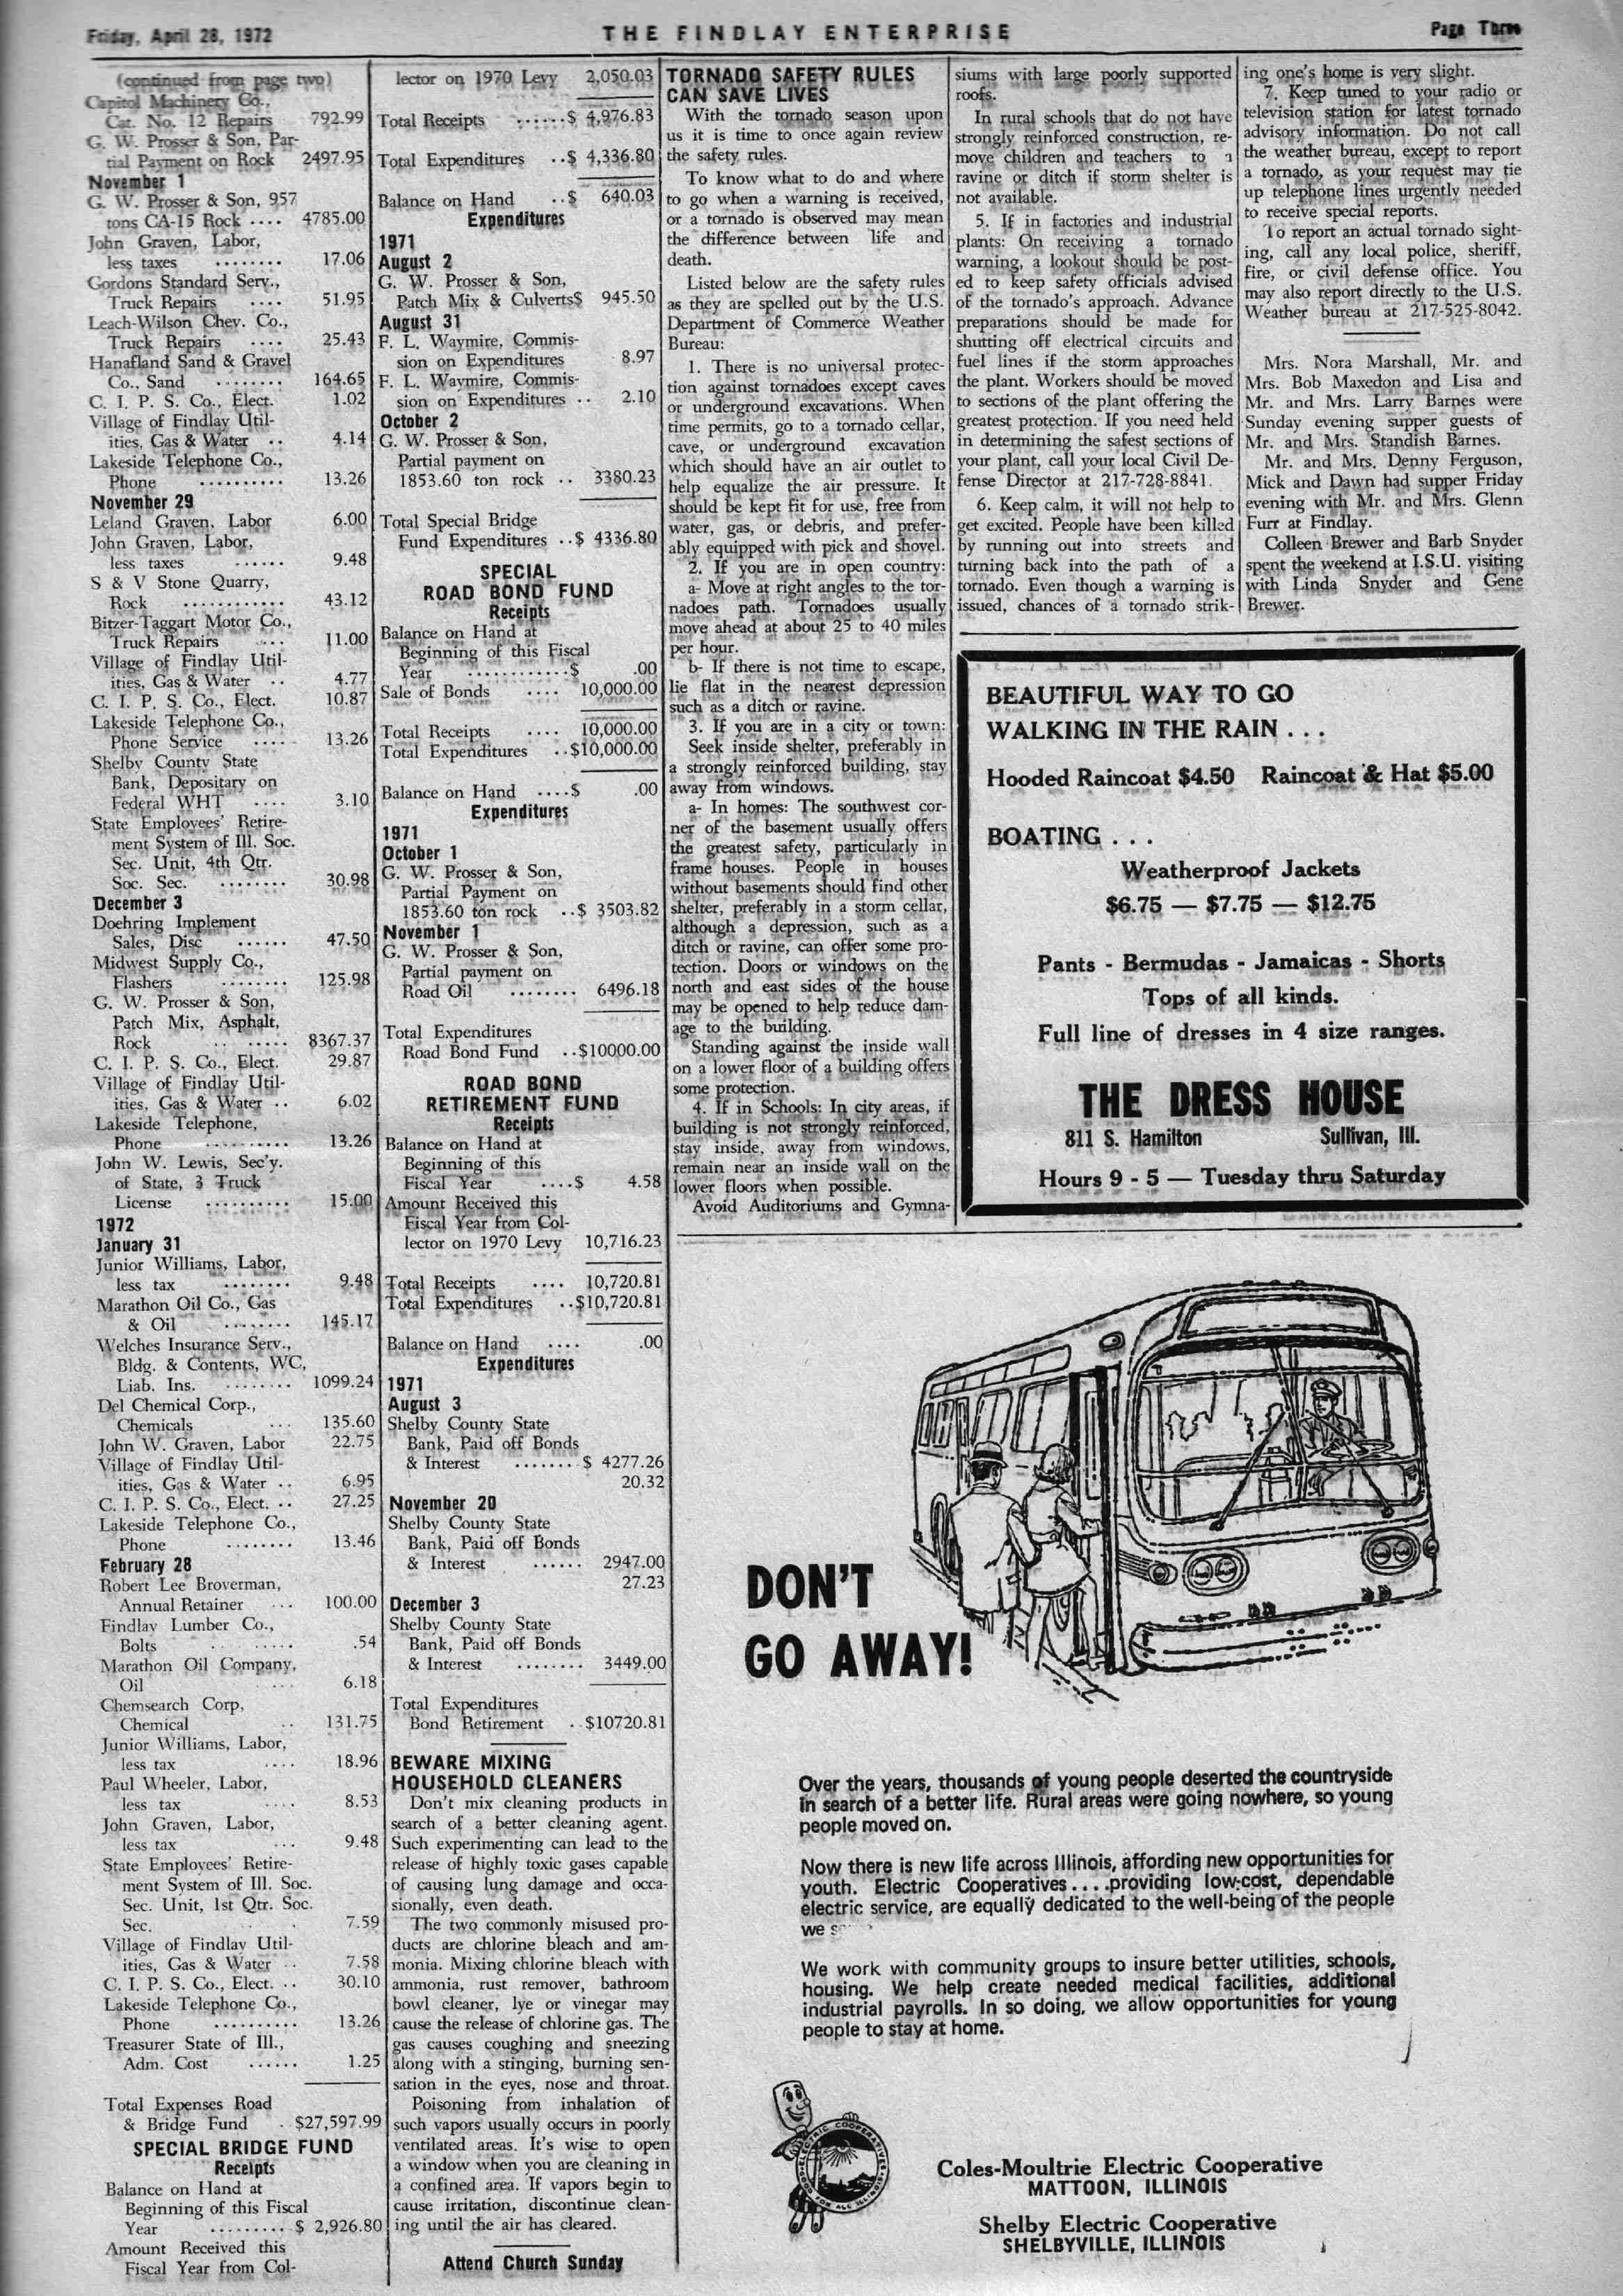 Friday, April 28, 1972
THE FINDLAY ENTERPRISE
Page Three
(continued from page two)
Capitol Machinery Co.,
Cat. No. 12 Repairs 792.99
G. W. Prosser & Son, Par-
tial Payment on Rock 2497.95
November 1
G. W. Prosser & Son, 957
tons CA-15 Rock .... 4785.00
John Graven, Labor,
less taxes ........ 17.06
Gordons Standard Serv.,
Truck Repairs .... 51.95
Leach-Wilson Chev. Co.,
Truck Repairs .... 25.43
Hanafland Sand & Gravel
Co., Sand ........ 164.65
C. I. P. S. Co., Elect. 1.02
Village of Findlay Util-
ities, Gas & Water .. 4.14
Lakeside Telephone Co.,
Phone .......... 13.26
November 29
Leland Graven, Labor 6.00
John Graven, Labor,
less taxes ...... 9.48
S & V Stone Quarry,
Rock ............ 43.12
Bitzer-Taggart Motor Co.,
Truck Repairs ... 11.00
Village of Findlay Util-
ities, Gas & Water .. 4.77
C. I. P. S. Co., Elect. 10.87
Lakeside Telephone Co.,
Phone Service .... 13.26
Shelby County State
Bank, Depositary on
Federal WHT .... 3.10
State Employees' Retire-
ment System of Ill. Soc.
Sec. Unit, 4th Qtr.
Soc. Sec. ........ 30.98
December 3
Doehring Implement
Sales, Disc ...... 47.50
Midwest Supply Co.,
Flashers ........ 125.98
G. W. Prosser & Son,
Patch Mix, Asphalt,
Rock .. ..... 8367.37
C. I. P. S. Co., Elect. 29.87
Village of Findlay Util-
ities, Gas & Water .. 6.02
Lakeside Telephone,
Phone .......... 13.26
John W. Lewis, Sec'y.
of State, 3 Truck
License .......... 15.00
1972
January 31
Junior Williams, Labor,
less tax ........ 9.48
Marathon Oil Co., Gas
& Oil ........ 145.17
Welches Insurance Serv.,
Bldg. & Contents, WC,
Liab. Ins. ........ 1099.24
Del Chemical Corp.,
Chemicals ... 135.60
John W. Graven, Labor 22.75
Village of Findlay Util-
ities, Gas & Water .. 6.95
C. I. P. S. Co., Elect. .. 27.25
Lakeside Telephone Co.,
Phone ........ 13.46
February 28
Robert Lee Broverman,
Annual Retainer ... 100.00
Findlay Lumber Co.,
Bolts .. ..... .54
Marathon Oil Company,
Oil ... 6.18
Chemsearch Corp,
Chemical .. 131.75
Junior Williams, Labor,
less tax .... 18.96
Paul Wheeler, Labor,
less tax .... 8.53
John Graven, Labor,
less tax ... 9.48
State Employees' Retire-
ment System of Ill. Soc.
Sec. Unit, 1st Qtr. Soc.
Sec. . . . 7.59
Village of Findlay Util-
ities, Gas & Water .. 7.58
C. I. P. S. Co., Elect. .. 30.10
Lakeside Telephone Co.,
Phone .......... 13.26
Treasurer State of Ill.,
Adm. Cost ...... 1.25
Total Expenses Road
& Bridge Fund . $27,597.99
SPECIAL BRIDGE FUND
Receipts
Balance on Hand at
Beginning of this Fiscal
Year ......... $ 2,926.80
Amount Received this
Fiscal Year from Col-
lector on 1970 Levy 2,050.03
Total Receipts ......$ 4,976.83
Total Expenditures ..$ 4,336.80
Balance on Hand ..$ 640.03
Expenditures
1971
August 2
G. W. Prosser & Son,
Patch Mix & Culverts$ 945.50
August 31
F. L. Waymire, Commis-
sion on Expenditures 8.97
F. L. Waymire, Commis-
sion on Expenditures .. 2.10
October 2
G. W. Prosser & Son,
Partial payment on
1853.60 ton rock .. 3380.23
Total Special Bridge
Fund Expenditures ..$ 4336.80
SPECIAL
ROAD BOND FUND
Receipts
Balance on Hand at
Beginning of this Fiscal
Year ............$ .00
Sale of Bonds .... 10,000.00
Total Receipts .... 10,000.00
Total Expenditures ..$10,000.00
Balance on Hand ....$ .00
Expenditures
1971
October 1
G. W. Prosser & Son,
Partial Payment on
1853.60 ton rock ..$ 3503.82
November 1
G. W. Prosser & Son,
Partial payment on
Road Oil ........ 6496.18
Total Expenditures
Road Bond Fund ..$10000.00
ROAD BOND
RETIREMENT FUND
Receipts
Balance on Hand at
Beginning of this
Fiscal Year ....$ 4.58
Amount Received this
Fiscal Year from Col-
lector on 1970 Levy 10,716.23
Total Receipts .... 10,720.81
Total Expenditures ..$10,720.81
Balance on Hand .... .00
Expenditures
1971
August 3
Shelby County State
Bank, Paid off Bonds
& Interest ....... $ 4277.26
20.32
November 20
Shelby County State
Bank, Paid off Bonds
& Interest ...... 2947.00
27.23
December 3
Shelby County State
Bank, Paid off Bonds
& Interest ........ 3449.00
Total Expenditures
Bond Retirement ..$10720.81
BEWARE MIXING
HOUSEHOLD CLEANERS
Don't mix cleaning products in
search of a better cleaning agent.
Such experimenting can lead to the
release of highly toxic gases capable
of causing lung damage and occa-
sionally, even death.
The two commonly misused pro-
ducts are chlorine bleach and am-
monia. Mixing chlorine bleach with
ammonia, rust remover, bathroom
bowl cleaner, lye or vinegar may
cause the release of chlorine gas. The
gas causes coughing and sneezing
along with a stinging, burning sen-
sation in the eyes, nose and throat.
Poisoning from inhalation of
such vapors usually occurs in poorly
ventilated areas. It's wise to open
a window when you are cleaning in
a confined area. If vapors begin to
cause irritation, discontinue clean-
ing until the air has cleared.
Attend Church Sunday
TORNADO SAFETY RULES
CAN SAVE LIVES
With the tornado season upon
us it is time to once again review
the safety rules.
To know what to do and where
to go when a warning is received,
or a tornado is observed may mean
the difference between life and
death.
Listed below are the safety rules
as they are spelled out by the U.S.
Department of Commerce Weather
Bureau:
1. There is no universal protec-
tion against tornadoes except caves
or underground excavations. When
time permits, go to a tornado cellar,
cave, or underground excavation
which should have an air outlet to
help equalize the air pressure. It
should be kept fit for use, free from
water, gas, or debris, and prefer-
ably equipped with pick and shovel.
2. If you are in open country:
a- Move at right angles to the tor-
nadoes path. Tornadoes usually
move ahead at about 25 to 40 miles
per hour.
b- If there is not time to escape,
lie flat in the nearest depression
such as a ditch or ravine.
3. If you are in a city or town:
Seek inside shelter, preferably in
a strongly reinforced building, stay
away from windows.
a- In homes: The southwest cor-
ner of the basement usually offers
the greatest safety, particularly in
frame houses. People in houses
without basements should find other
shelter, preferably in a storm cellar,
although a depression, such as a
ditch or ravine, can offer some pro-
tection. Doors or windows on the
north and east sides of the house
may be opened to help reduce dam-
age to the building.
Standing against the inside wall
on a lower floor of a building offers
some protection.
4. If in Schools: In city areas, if
building is not strongly reinforced,
stay inside, away from windows,
remain near an inside wall on the
lower floors when possible.
Avoid Auditoriums and Gymna-
siums with large poorly supported
roofs.
In rural schools that do not have
strongly reinforced construction, re-
move children and teachers to a
ravine or ditch if storm shelter is
not available.
5. If in factories and industrial
plants: On receiving a tornado
warning, a lookout should be post-
ed to keep safety officials advised
of the tornado's approach. Advance
preparations should be made for
shutting off electrical circuits and
fuel lines if the storm approaches
the plant. Workers should be moved
to sections of the plant offering the
greatest protection. If you need held
in determining the safest sections of
your plant, call your local Civil De-
fense Director at 217-728-8841.
6. Keep calm, it will not help to
get excited. People have been killed
by running out into streets and
turning back into the path of a
tornado. Even though a warning is
issued, chances of a tornado strik-
ing one's home is very slight.
7. Keep tuned to your radio or
television station for latest tornado
advisory information. Do not call
the weather bureau, except to report
a tornado, as your request may tie
up telephone lines urgently needed
to receive special reports.
To report an actual tornado sight-
ing, call any local police, sheriff,
fire, or civil defense office. You
may also report directly to the U.S.
Weather bureau at 217-525-8042.
Mrs. Nora Marshall, Mr. and
Mrs. Bob Maxedon and Lisa and
Mr. and Mrs. Larry Barnes were
Sunday evening supper guests of
Mr. and Mrs. Standish Barnes.
Mr. and Mrs. Denny Ferguson,
Mick and Dawn had supper Friday
evening with Mr. and Mrs. Glenn
Furr at Findlay.
Colleen Brewer and Barb Snyder
spent the weekend at I.S.U. visiting
with Linda Snyder and Gene
Brewer.
BEAUTIFUL WAY TO GO
WALKING IN THE RAIN . . .
Hooded Raincoat $4.50 Raincoat & Hat $5.00
BOATING . . .
Weatherproof Jackets
$6.75 — $7.75 — $12.75
Pants - Bermudas - Jamaicas - Shorts
Tops of all kinds.
Full line of dresses in 4 size ranges.
THE DRESS HOUSE
811 S. Hamilton Sullivan, Ill.
Hours 9 - 5 — Tuesday thru Saturday
DON'T
GO AWAY!
Over the years, thousands of young people deserted the countryside
in search of a better life. Rural areas were going nowhere, so young
people moved on.
Now there is new life across Illinois, affording new opportunities for
youth. Electric Cooperatives . . . .providing low-cost, dependable
electric service, are equally dedicated to the well-being of the people
we
We work with community groups to insure better utilities, schools,
housing. We help create needed medical facilities, additional
industrial payrolls. In so doing, we allow opportunities for young
people to stay at home.
ELECTRIC COOPERATIVES
GOOD FOR ALL ILLINOIS
Coles-Moultrie Electric Cooperative
MATTOON, ILLINOIS
Shelby Electric Cooperative
SHELBYVILLE, ILLINOIS